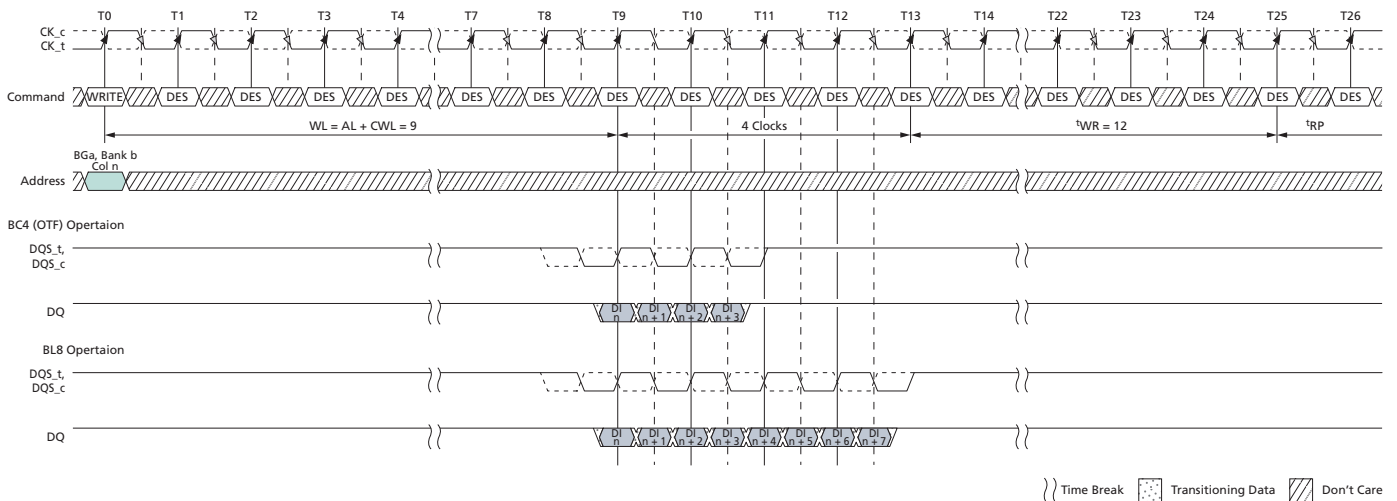 T0 T1 T2 T3 T4 T7 T8 T9 T10 T11 T12 T13 T14 T22 T23 T24 T25 T26
CK_c
CK_t
Command WRITE DES DES DES DES DES DES DES DES DES DES DES DES DES DES DES DES DES
WL = AL + CWL = 9 4 Clocks tWR = 12 tRP
BGa, Bank b
Col n
Address
BC4 (OTF) Opertaion
DQS_t,
DQS_c
DQ DI n DI n + 1 DI n + 2 DI n + 3
BL8 Opertaion
DQS_t,
DQS_c
DQ DI n DI n + 1 DI n + 2 DI n + 3 DI n + 4 DI n + 5 DI n + 6 DI n + 7
Time Break Transitioning Data Don't Care